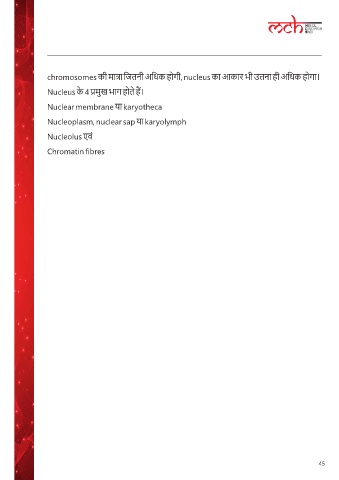 mch
chromosomes की मात्रा जितनी अधिक होगी, nucleus का आकार भी उतना ही अधिक होगा।
Nucleus के 4 प्रमुख भाग होते हैं।
Nuclear membrane या karyotheca
Nucleoplasm, nuclear sap या karyolymph
Nucleolus एवं
Chromatin fibres
45